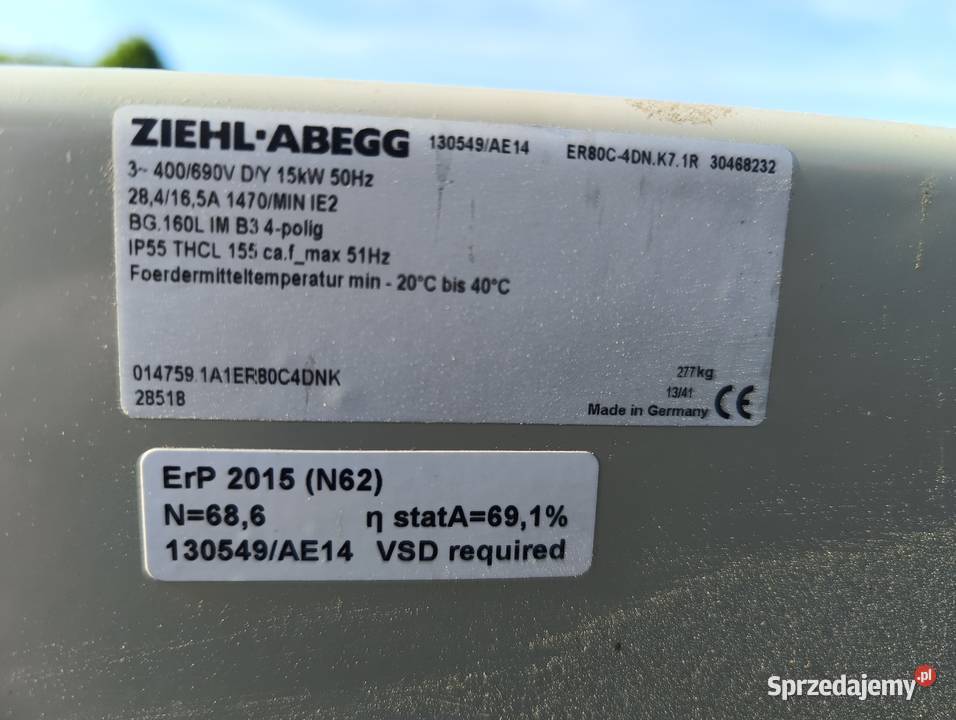 ZIEHL-ABEGG 130549/AE14 ER80C-4DN.K7.1R 30468232
3~ 400/690V D/Y 15kW 50Hz
28,4/16,5A 1470/MIN IE2
BG.160L IM B3 4-polig
IP55 THCL 155 ca.f_max 51Hz
Foerdermitteltemperatur min - 20°C bis 40°C
014759.1A1ER80C4DNK
28518
277kg
13/41
Made in Germany CE
ErP 2015 (N62)
N=68,6 η statA=69,1%
130549/AE14 VSD required
Sprzedajemy.pl